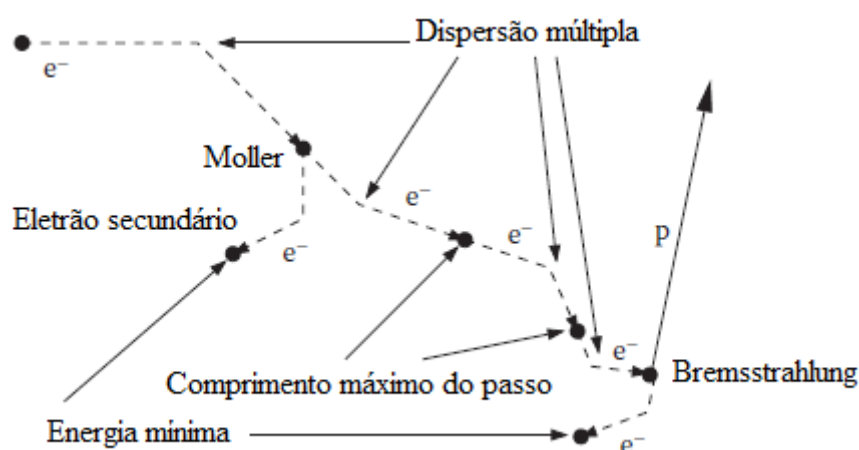 Dispersão múltipla
e⁻
Moller
Eletrão secundário
e⁻
e⁻
e⁻
p
e⁻
Comprimento máximo do passo
Bremsstrahlung
Energia mínima
e⁻